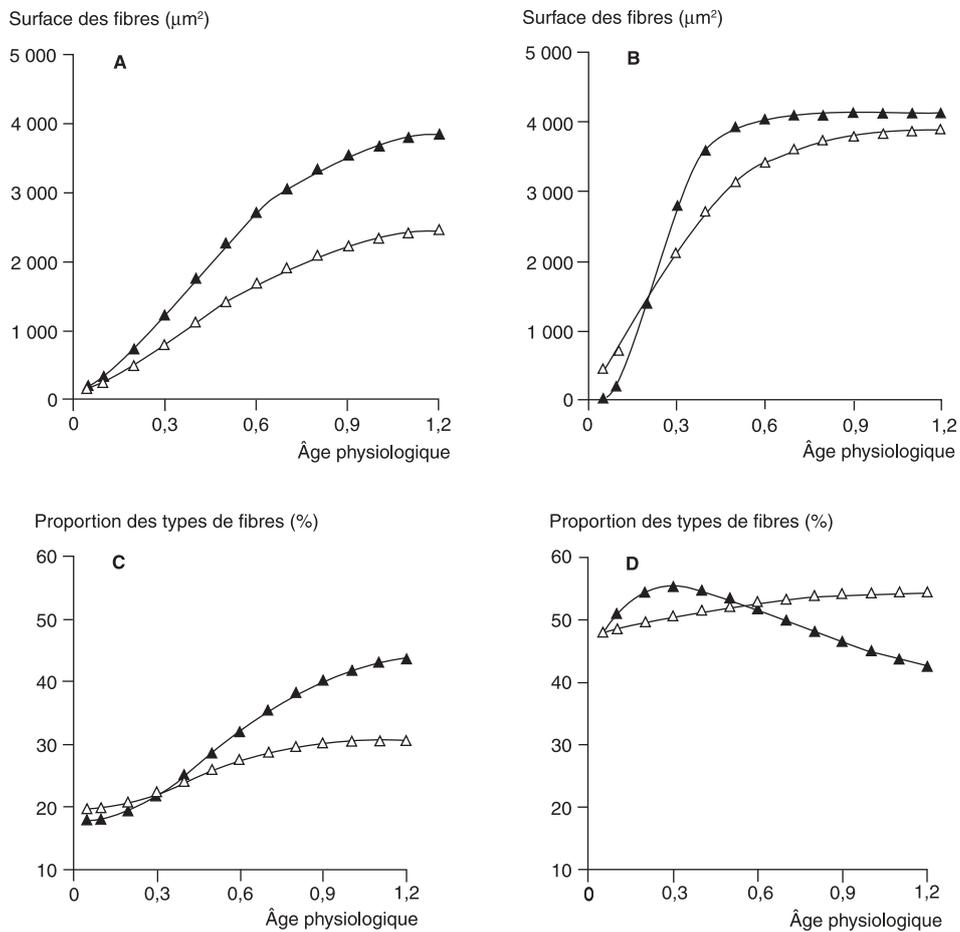 Surface des fibres (μm²)
A
5 000
4 000
3 000
2 000
1 000
0
0 0,3 0,6 0,9 1,2
Âge physiologique
Surface des fibres (μm²)
B
5 000
4 000
3 000
2 000
1 000
0
0 0,3 0,6 0,9 1,2
Âge physiologique
Proportion des types de fibres (%)
C
60
50
40
30
20
10
0 0,3 0,6 0,9 1,2
Âge physiologique
Proportion des types de fibres (%)
D
60
50
40
30
20
10
0 0,3 0,6 0,9 1,2
Âge physiologique